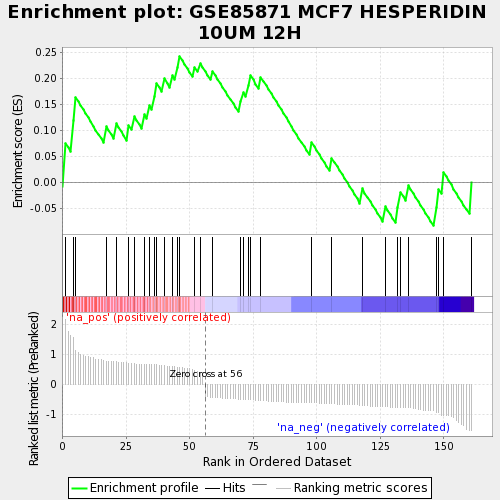 Enrichment plot: GSE85871 MCF7 HESPERIDIN
10UM 12H
Enrichment score (ES)
0.25
0.20
0.15
0.10
0.05
0.00
-0.05
Ranked list metric (PreRanked)
2
1
0
-1
'na_pos' (positively correlated)
Zero cross at 56
'na_neg' (negatively correlated)
0
25
50
75
100
125
150
Rank in Ordered Dataset
Enrichment profile
Hits
Ranking metric scores